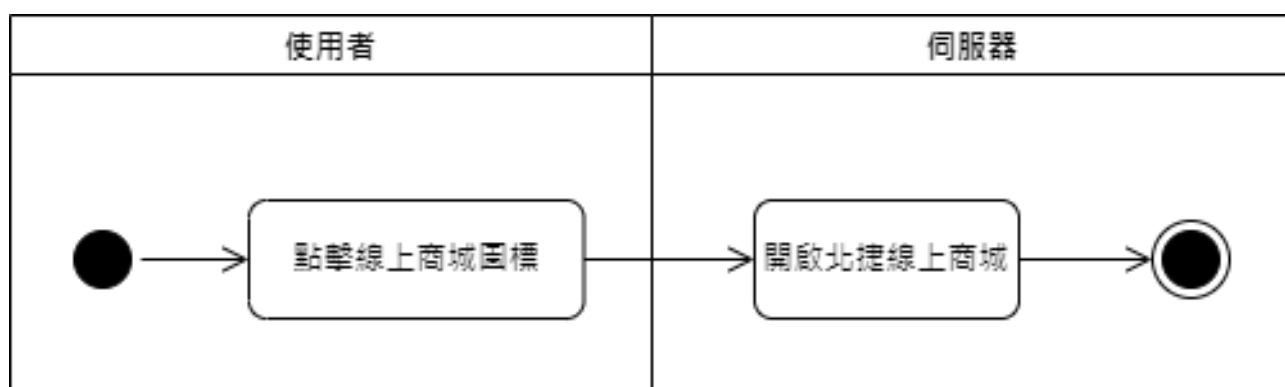 使用者
伺服器
點擊線上商城圖標
開啟北捷線上商城